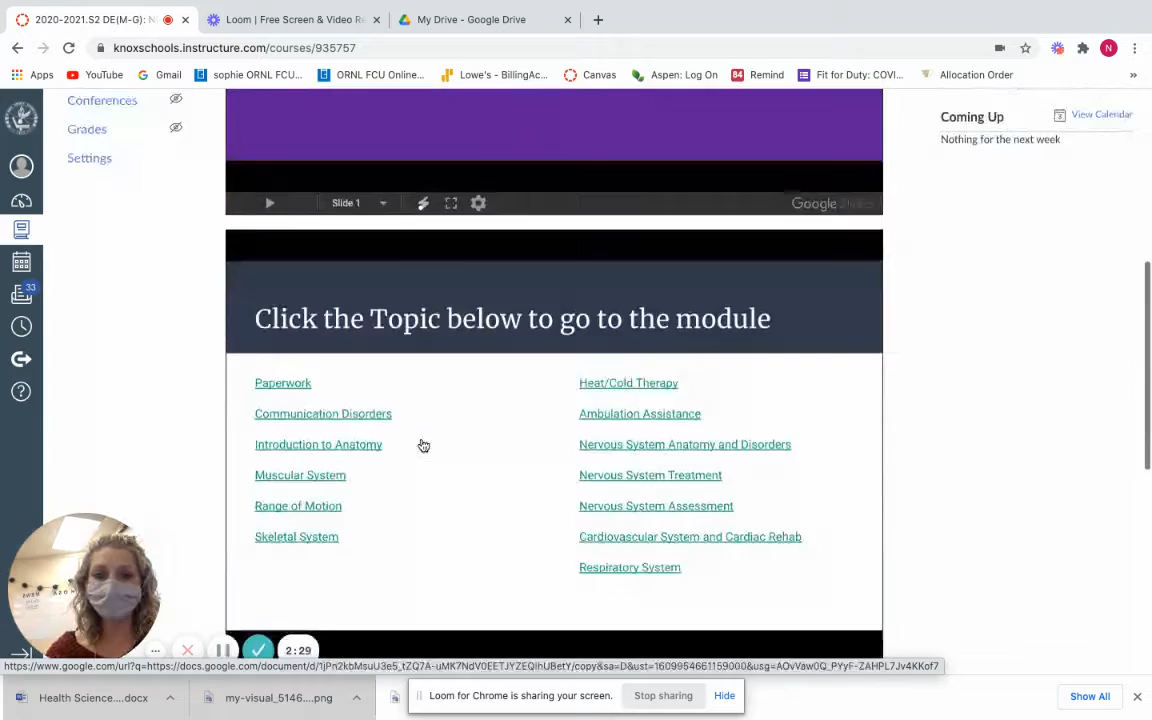 2020-2021.S2 DE(M-G): N
Loom | Free Screen & Video Re
My Drive - Google Drive
knoxschools.instructure.com/courses/935757
N
Apps
YouTube
Gmail
sophie ORNL FCU...
ORNL FCU Online...
Lowe's - BillingAc...
Canvas
Aspen: Log On
84 Remind
Fit for Duty: COVI...
Allocation Order
»
Conferences
Grades
Settings
33
Coming Up
3 View Calendar
Nothing for the next week
Slide 1
Google Slides
Click the Topic below to go to the module
Paperwork
Communication Disorders
Introduction to Anatomy
Muscular System
Range of Motion
Skeletal System
Heat/Cold Therapy
Ambulation Assistance
Nervous System Anatomy and Disorders
Nervous System Treatment
Nervous System Assessment
Cardiovascular System and Cardiac Rehab
Respiratory System
2:29
Health Science....docx
my-visual_5146....png
Loom for Chrome is sharing your screen.
Stop sharing
Hide
Show All